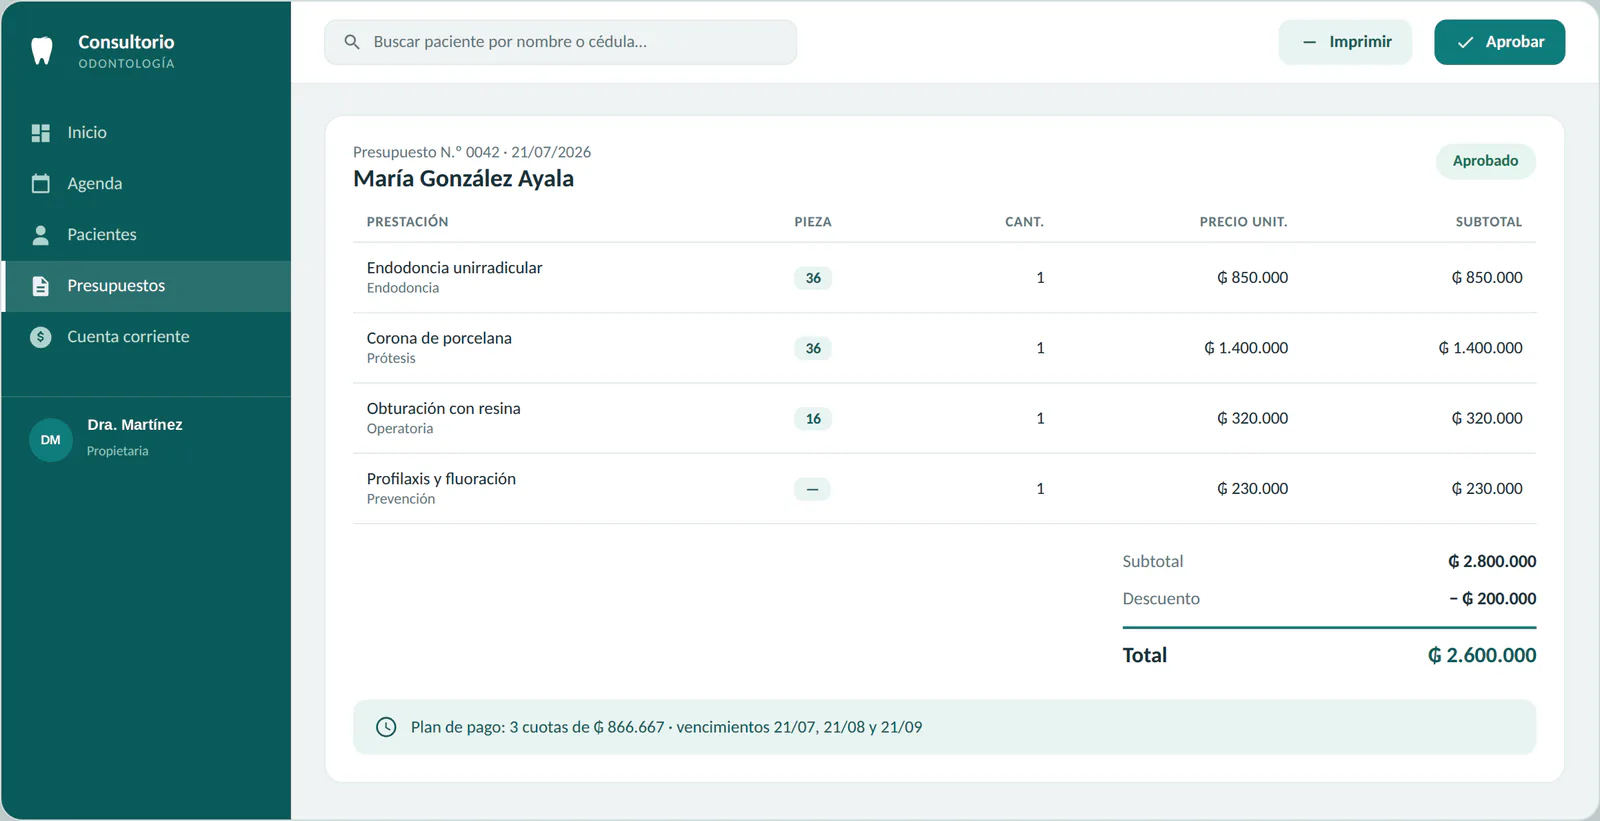 Consultorio
ODONTOLOGÍA
Inicio
Agenda
Pacientes
Presupuestos
Cuenta corriente
DM
Dra. Martínez
Propietaria
Buscar paciente por nombre o cédula...
— Imprimir
Aprobar
Presupuesto N.º 0042 · 21/07/2026
María González Ayala
Aprobado
PRESTACIÓN PIEZA CANT. PRECIO UNIT. SUBTOTAL
Endodoncia unirradicular 36 1 ₲ 850.000 ₲ 850.000
Endodoncia
Corona de porcelana 36 1 ₲ 1.400.000 ₲ 1.400.000
Prótesis
Obturación con resina 16 1 ₲ 320.000 ₲ 320.000
Operatoria
Profilaxis y fluoración — 1 ₲ 230.000 ₲ 230.000
Prevención
Subtotal ₲ 2.800.000
Descuento − ₲ 200.000
Total ₲ 2.600.000
Plan de pago: 3 cuotas de ₲ 866.667 · vencimientos 21/07, 21/08 y 21/09